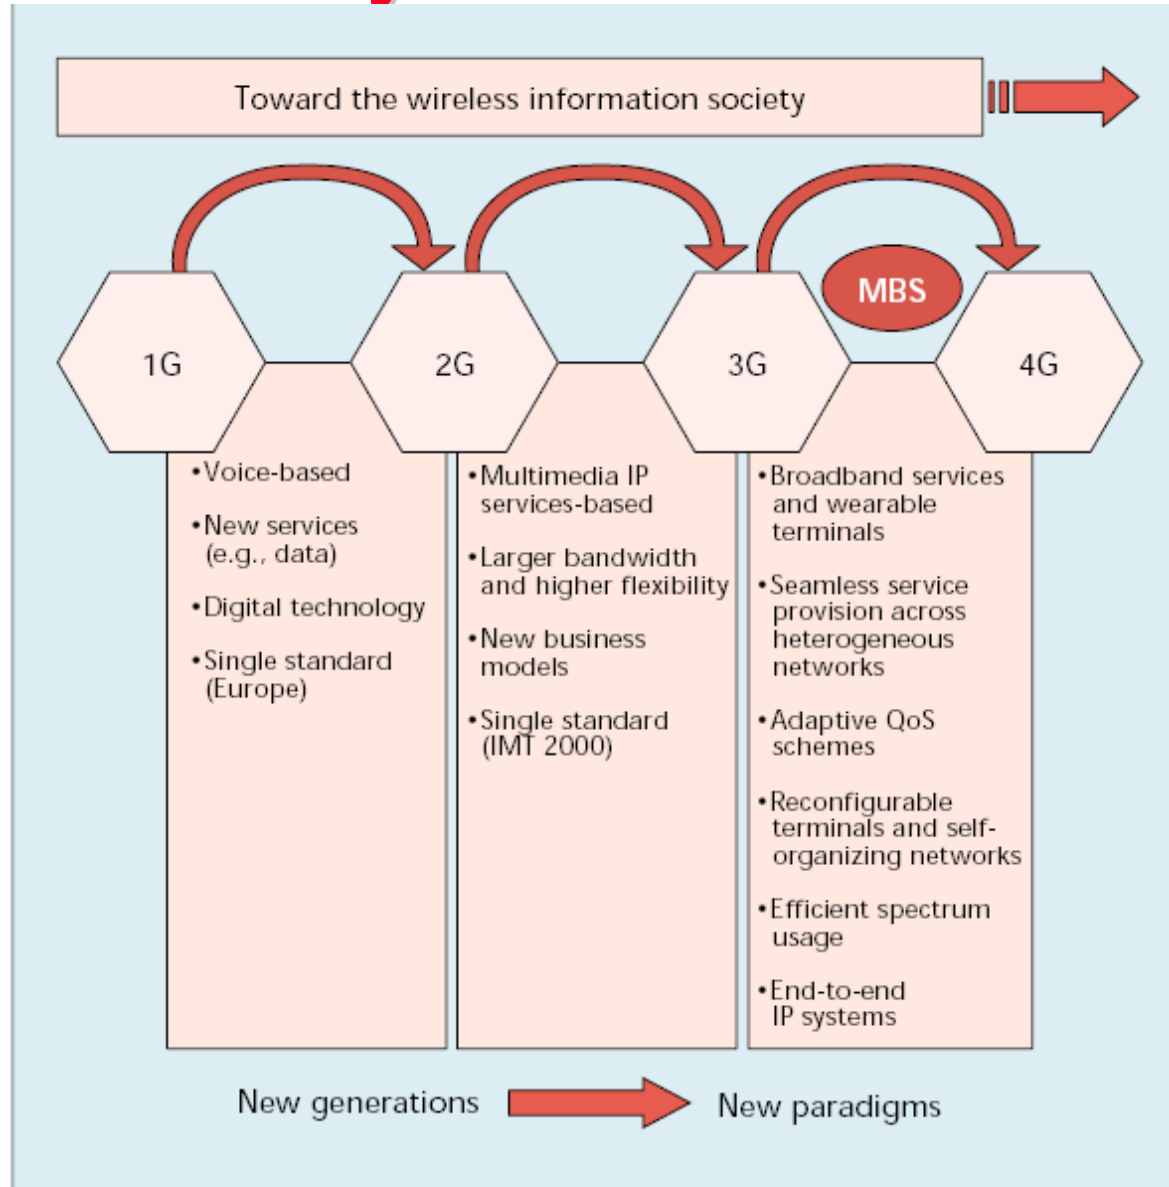 Toward the wireless information society
MBS
1G
2G
3G
4G
•Voice-based
•New services
(e.g., data)
•Digital technology
•Single standard
(Europe)
•Multimedia IP
services-based
•Larger bandwidth
and higher flexibility
•New business
models
•Single standard
(IMT 2000)
•Broadband services
and wearable
terminals
•Seamless service
provision across
heterogeneous
networks
•Adaptive QoS
schemes
•Reconfigurable
terminals and self-
organizing networks
•Efficient spectrum
usage
•End-to-end
IP systems
New generations
New paradigms